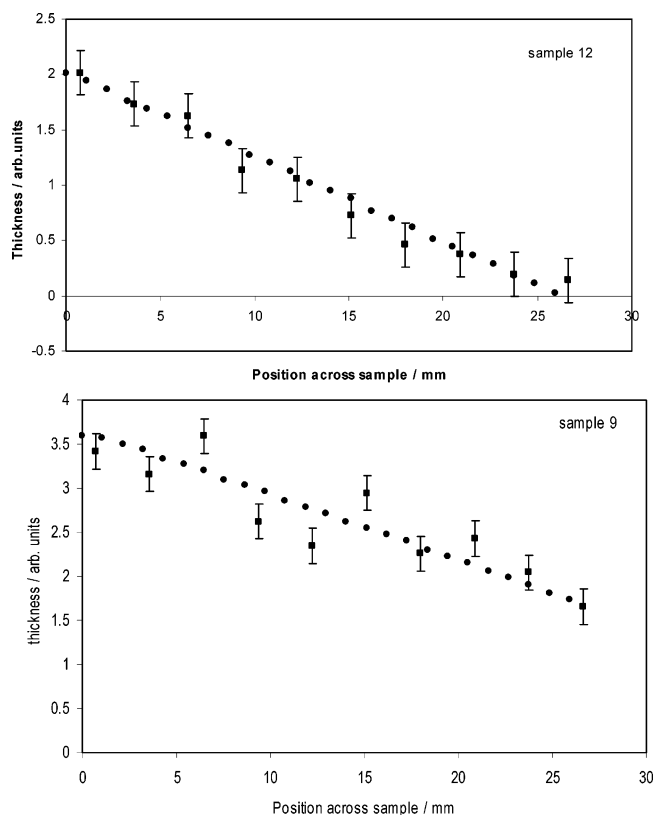 2.5
sample 12
2
1.5
1
0.5
0
0 5 10 15 20 25 30
-0.5
Thickness / arb.units
Position across sample / mm
4
sample 9
3.5
3
2.5
2
1.5
1
0.5
0
0 5 10 15 20 25 30
thickness / arb. units
Position across sample / mm